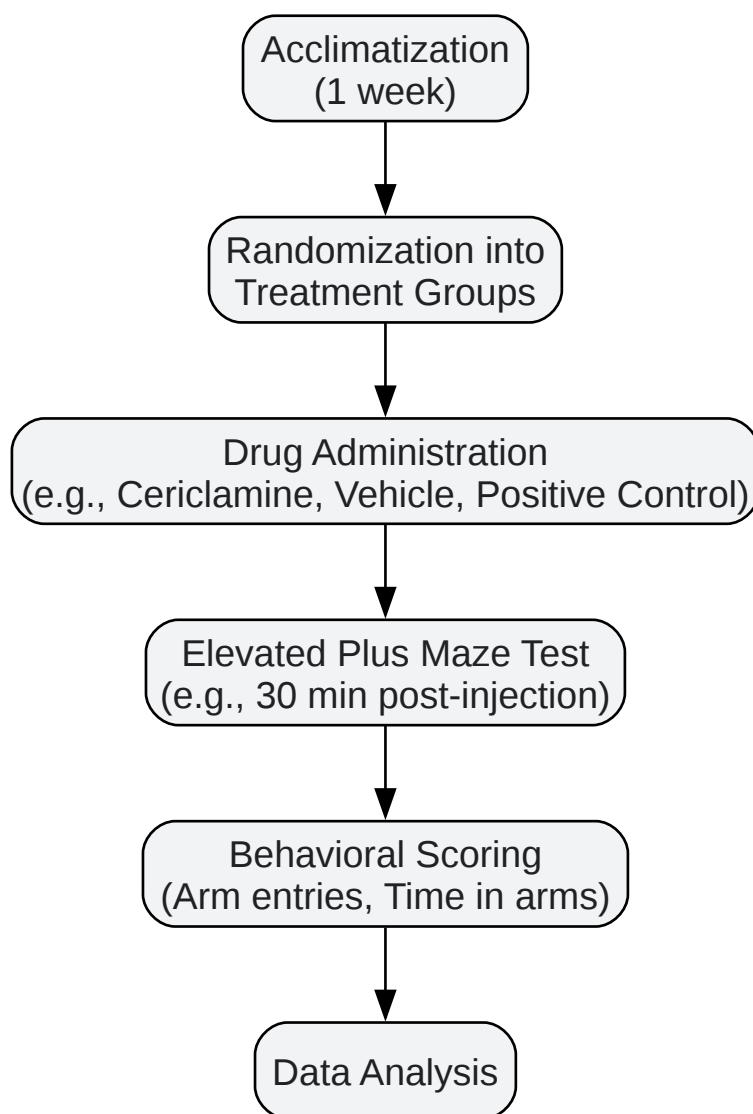 Acclimatization
(1 week)
Randomization into
Treatment Groups
Drug Administration
(e.g., Cericlamine, Vehicle, Positive Control)
Elevated Plus Maze Test
(e.g., 30 min post-injection)
Behavioral Scoring
(Arm entries, Time in arms)
Data Analysis